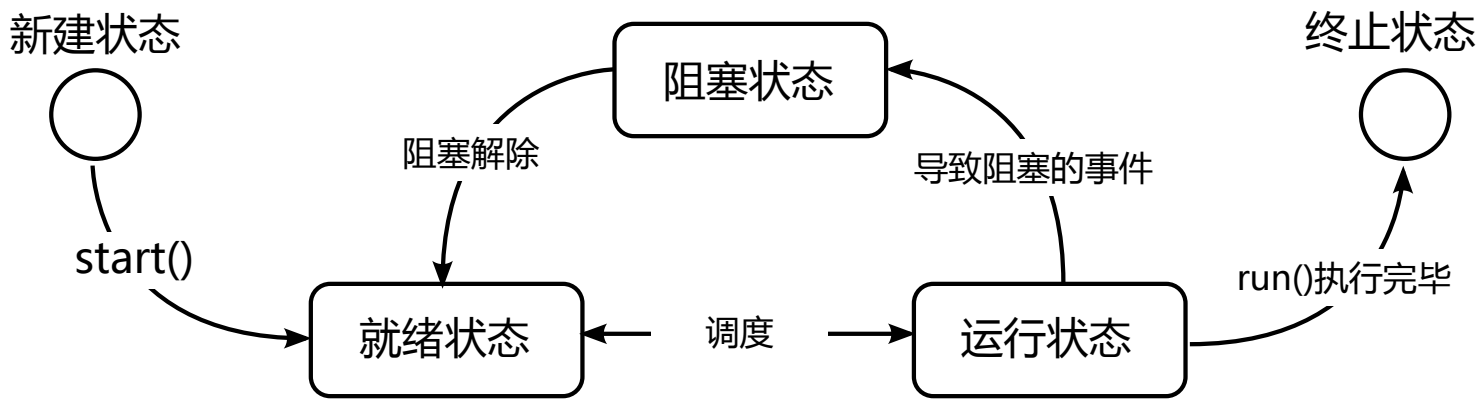 新建状态
终止状态
阻塞状态
阻塞解除
导致阻塞的事件
start()
run()执行完毕
就绪状态
调度
运行状态